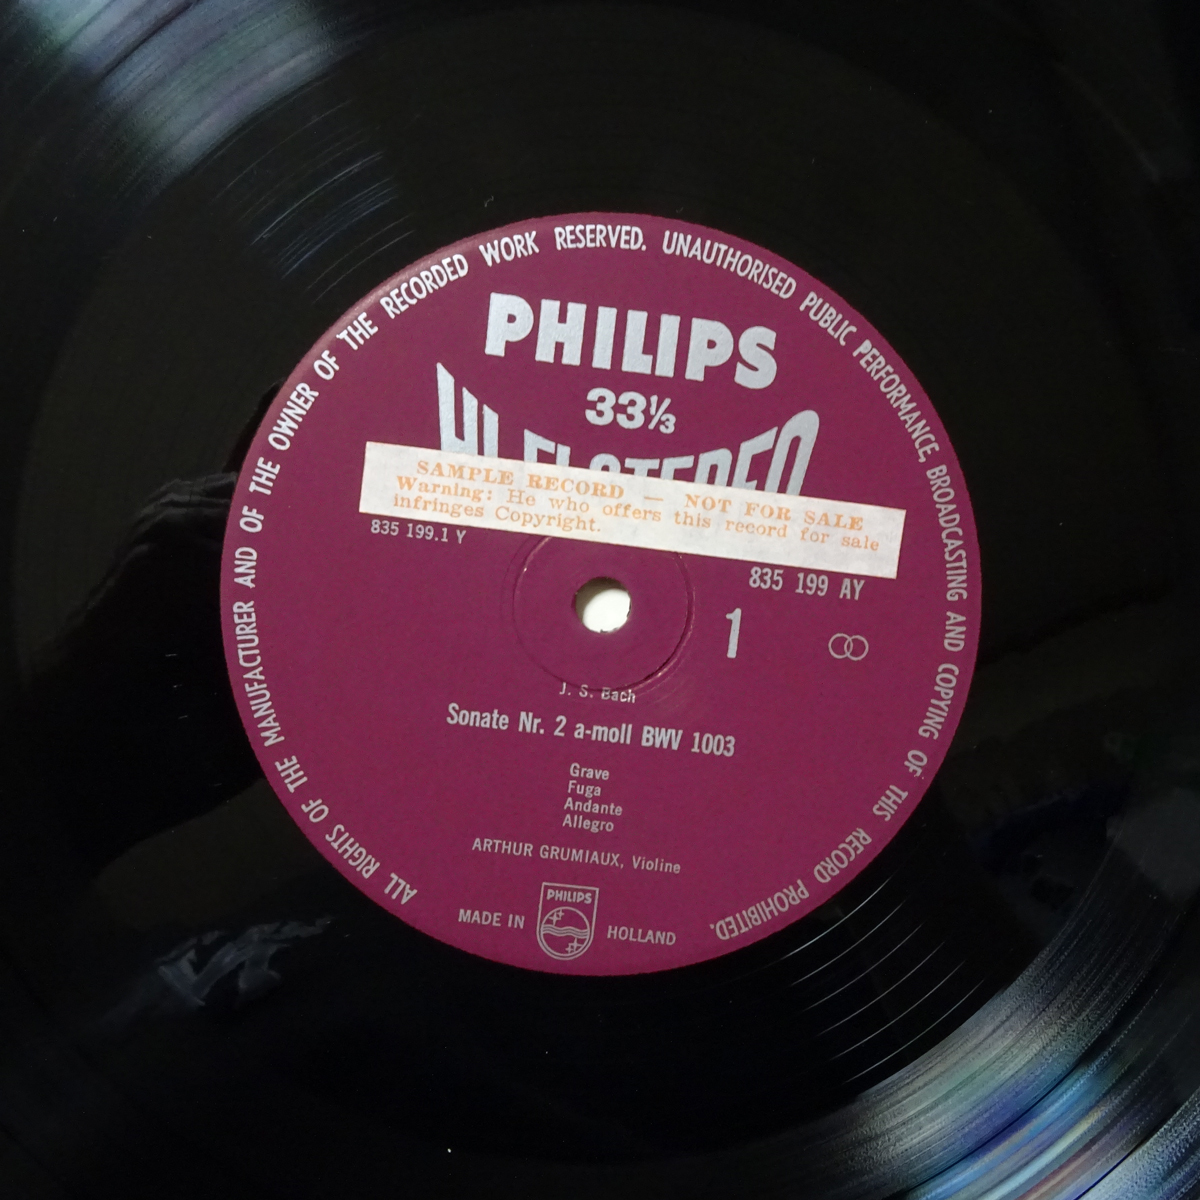 ALL RIGHTS OF THE MANUFACTURER AND OF THE OWNER OF THE RECORDED WORK RESERVED. UNAUTHORISED PUBLIC PERFORMANCE, BROADCASTING AND COPYING OF THIS RECORD PROHIBITED.
PHILIPS
33⅓
HI-FI STEREO
SAMPLE RECORD — NOT FOR SALE
Warning: He who offers this record for sale
infringes Copyright.
835 199.1 Y
835 199 AY
1
J. S. Bach
Sonate Nr. 2 a-moll BWV 1003
Grave
Fuga
Andante
Allegro
ARTHUR GRUMIAUX, Violine
PHILIPS
MADE IN HOLLAND